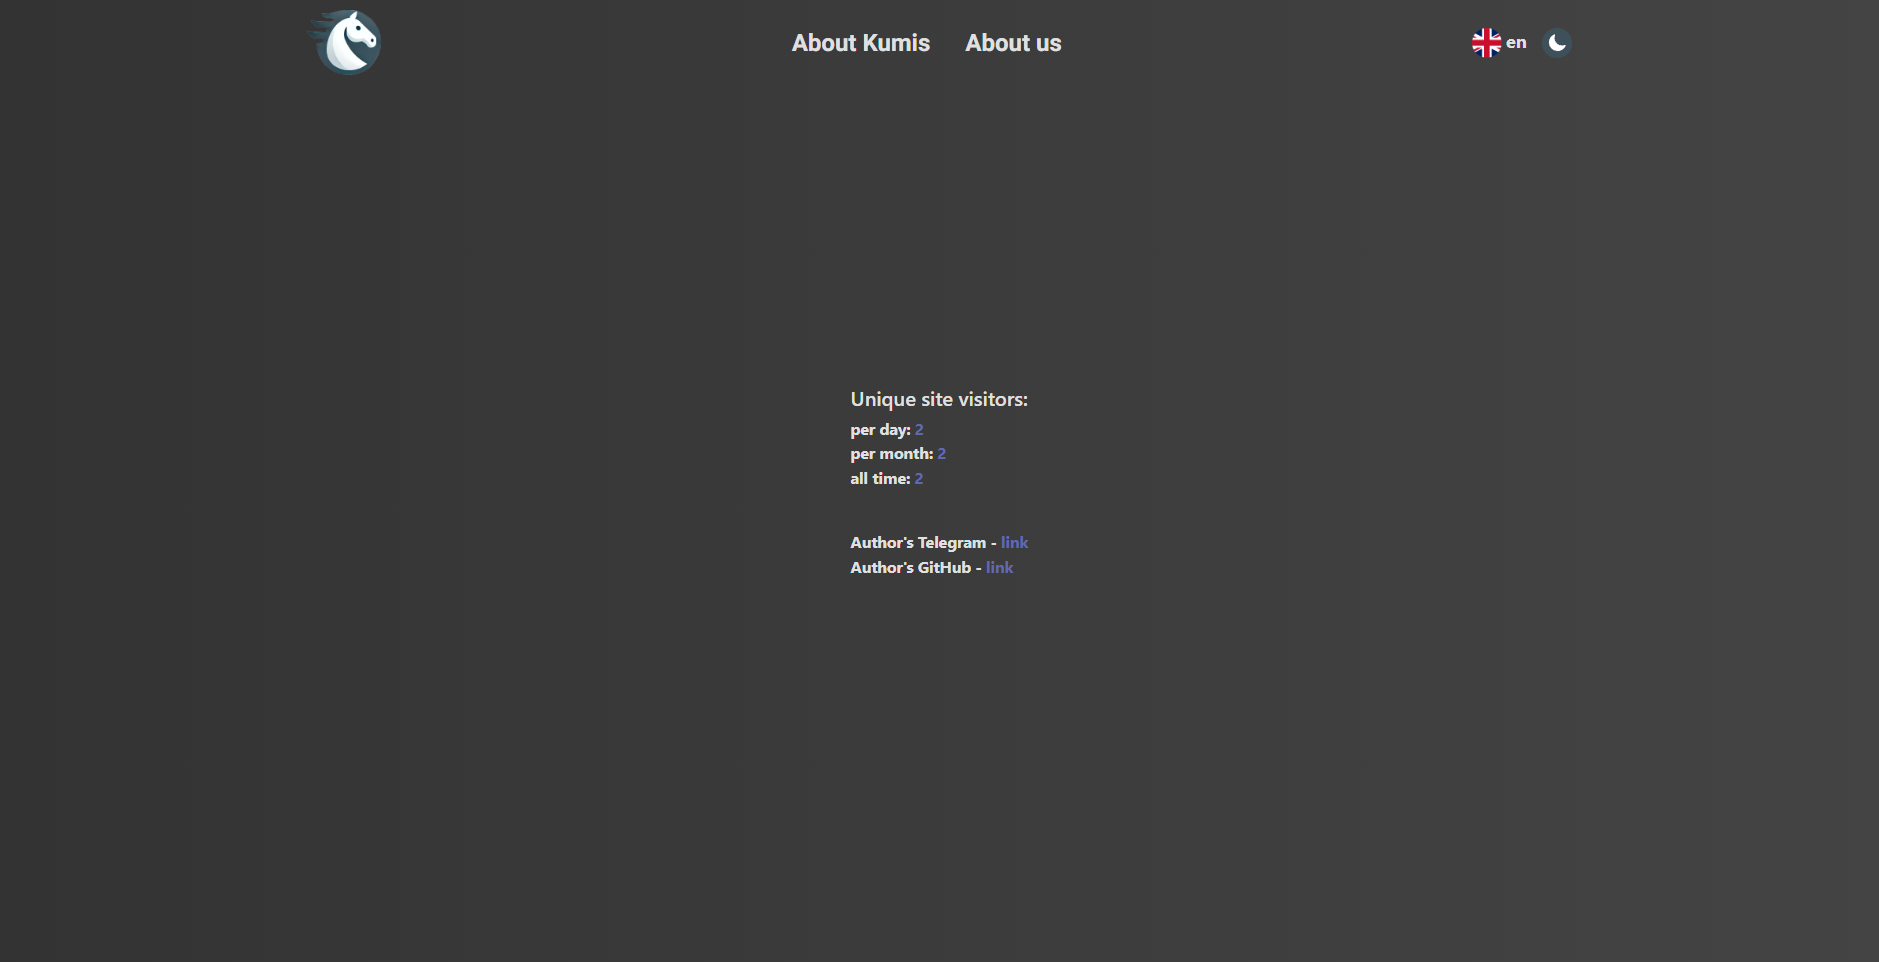 About Kumis
About us
en
Unique site visitors:
per day: 2
per month: 2
all time: 2
Author's Telegram - link
Author's GitHub - link